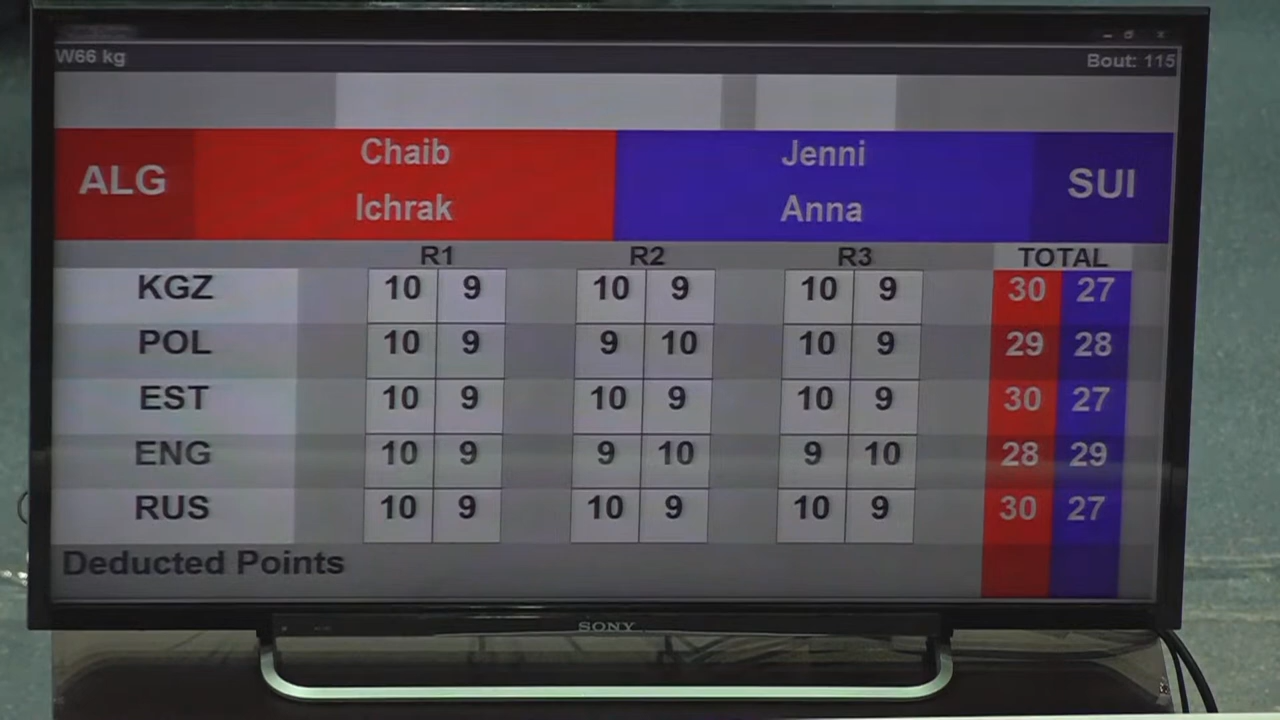 W66 kg Bout: 115
ALG Chaib Ichrak Jenni Anna SUI
R1 R2 R3 TOTAL
KGZ 10 9 10 9 10 9 30 27
POL 10 9 9 10 10 9 29 28
EST 10 9 10 9 10 9 30 27
ENG 10 9 9 10 9 10 28 29
RUS 10 9 10 9 10 9 30 27
Deducted Points
SONY